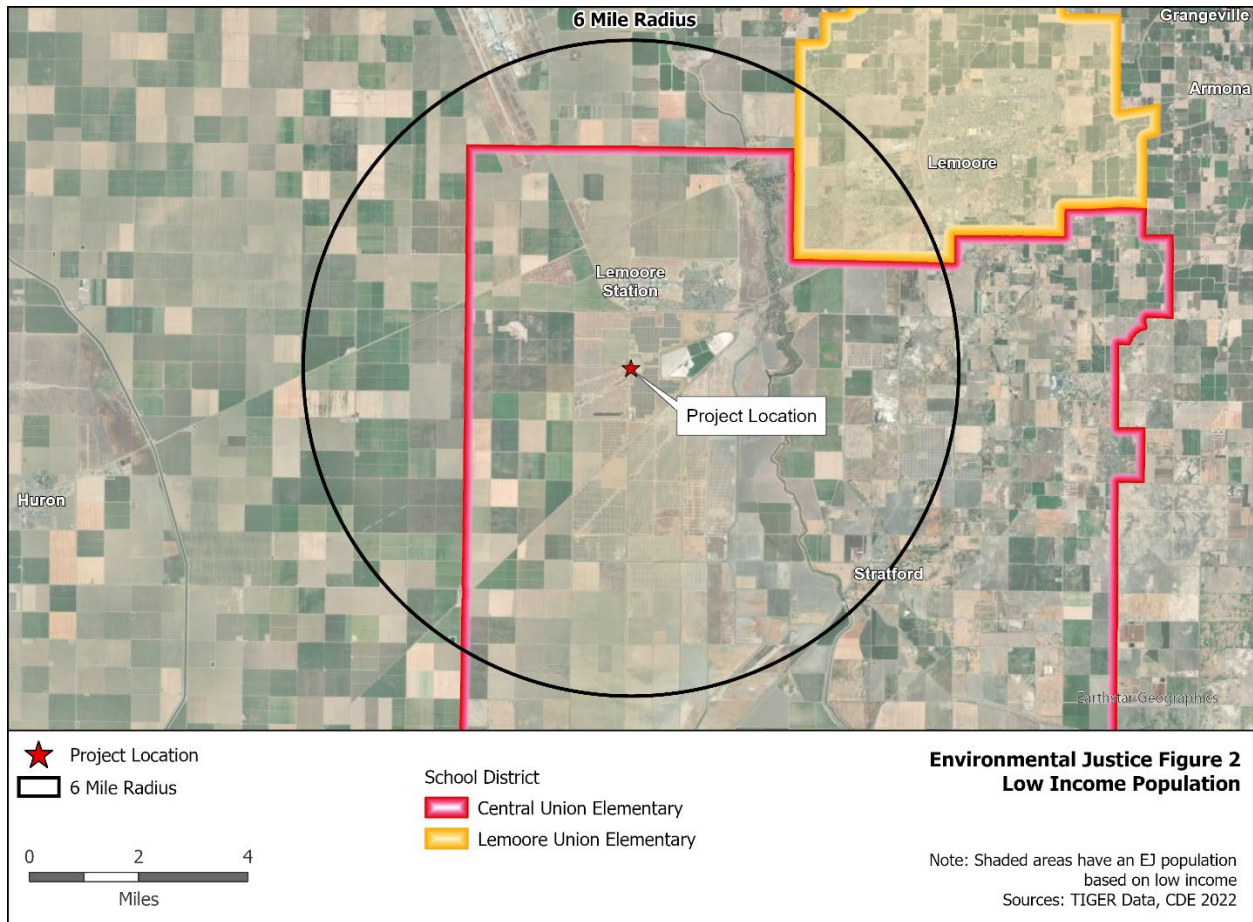 6 Mile Radius
Grangeville
Armona
Lemoore
Lemoore
Station
Project Location
Huron
Stratford
Earthstar Geographics
Project Location
6 Mile Radius
0 2 4
Miles
School District
Central Union Elementary
Lemoore Union Elementary
Environmental Justice Figure 2
Low Income Population
Note: Shaded areas have an EJ population
based on low income
Sources: TIGER Data, CDE 2022